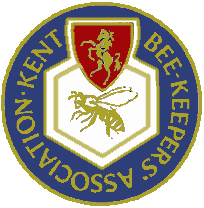 KENT BEE-KEEPERS' ASSOCIATION ·